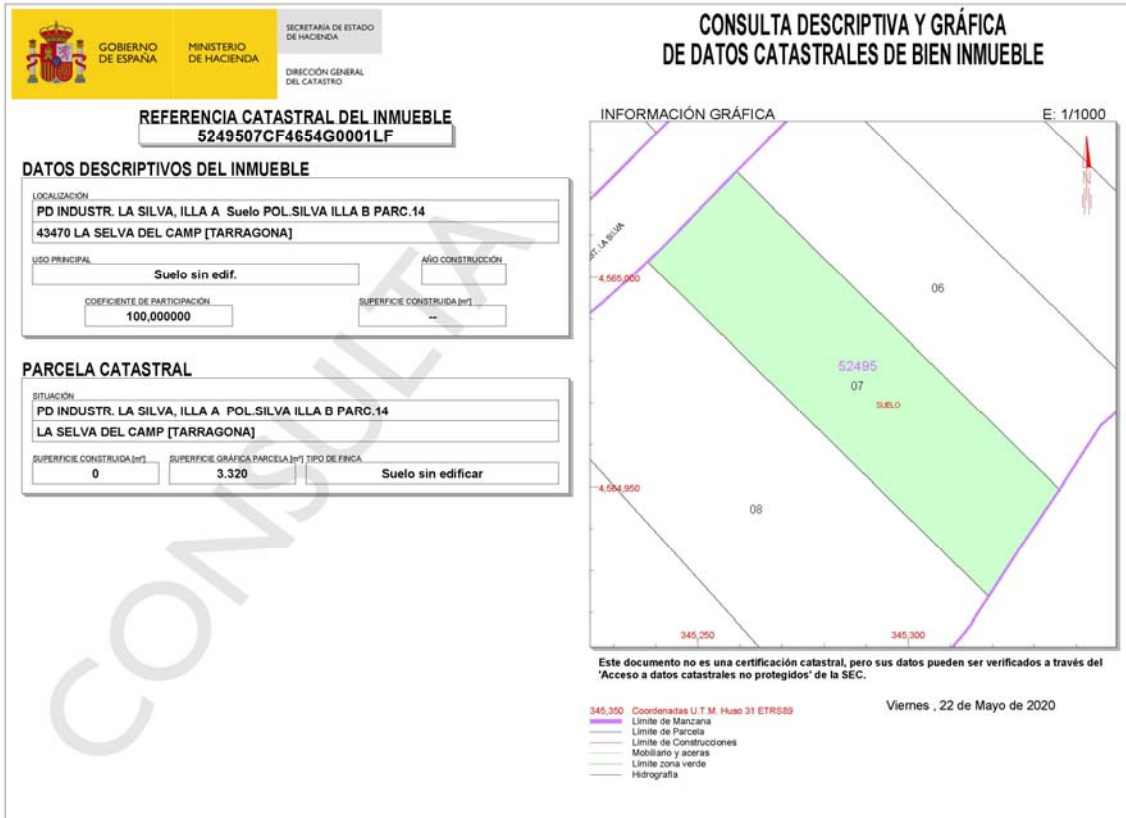 GOBIERNO
DE ESPAÑA
MINISTERIO
DE HACIENDA
SECRETARÍA DE ESTADO
DE HACIENDA
DIRECCIÓN GENERAL
DEL CATASTRO
CONSULTA DESCRIPTIVA Y GRÁFICA
DE DATOS CATASTRALES DE BIEN INMUEBLE
REFERENCIA CATASTRAL DEL INMUEBLE
5249507CF4654G0001LF
DATOS DESCRIPTIVOS DEL INMUEBLE
LOCALIZACIÓN
PD INDUSTR. LA SILVA, ILLA A Suelo POL.SILVA ILLA B PARC.14
43470 LA SELVA DEL CAMP [TARRAGONA]
USO PRINCIPAL
Suelo sin edif.
AÑO CONSTRUCCIÓN
COEFICIENTE DE PARTICIPACIÓN
100,000000
SUPERFICIE CONSTRUIDA [m²]
--
PARCELA CATASTRAL
SITUACIÓN
PD INDUSTR. LA SILVA, ILLA A POL.SILVA ILLA B PARC.14
LA SELVA DEL CAMP [TARRAGONA]
SUPERFICIE CONSTRUIDA [m²]
0
SUPERFICIE GRÁFICA PARCELA [m²]
3.320
TIPO DE FINCA
Suelo sin edificar
CONSULTA
INFORMACIÓN GRÁFICA
E: 1/1000
N
ST. LA SILVA
4,565,000
06
52495
07
SUELO
4,564,950
08
345,250
345,300
Este documento no es una certificación catastral, pero sus datos pueden ser verificados a través del
'Acceso a datos catastrales no protegidos' de la SEC.
345,350 Coordenadas U.T.M. Huso 31 ETRS89
Límite de Manzana
Límite de Parcela
Límite de Construcciones
Mobiliario y aceras
Límite zona verde
Hidrografía
Viernes , 22 de Mayo de 2020